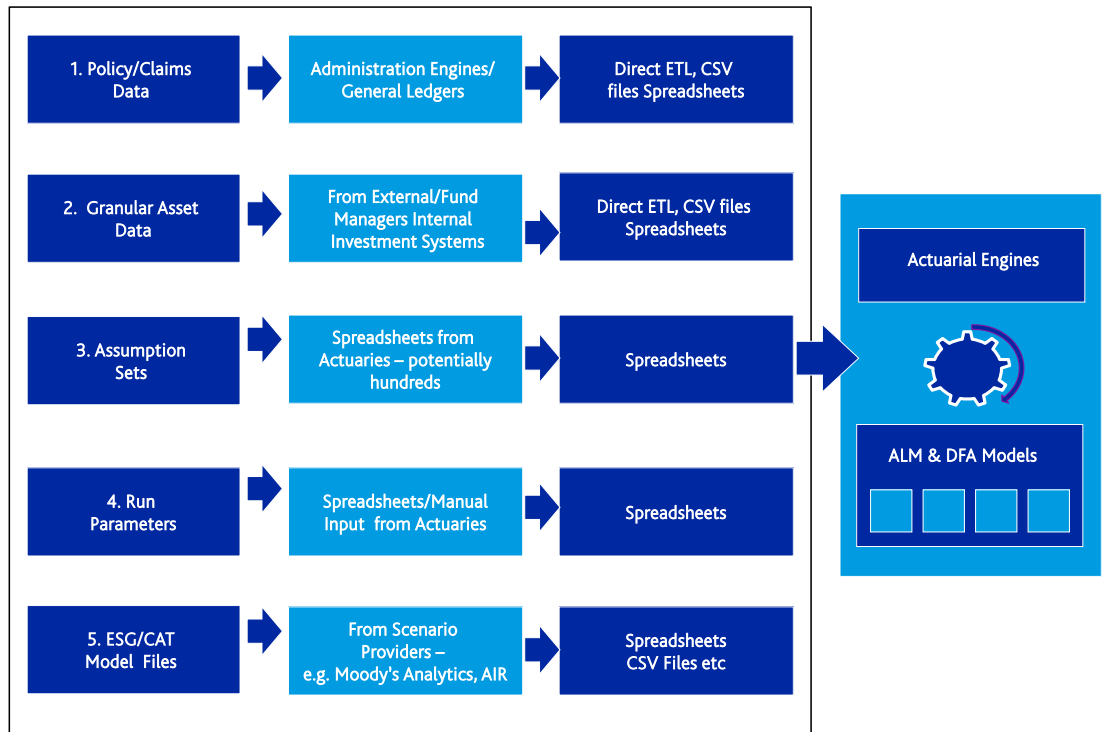 1. Policy/Claims
Data
Administration Engines/
General Ledgers
Direct ETL, CSV
files Spreadsheets
2.  Granular Asset
Data
From External/Fund
Managers Internal
Investment Systems
Direct ETL, CSV files
Spreadsheets
Actuarial Engines
3. Assumption
Sets
Spreadsheets from
Actuaries – potentially
hundreds
Spreadsheets
ALM & DFA Models
4. Run
Parameters
Spreadsheets/Manual
Input  from Actuaries
Spreadsheets
5. ESG/CAT
Model  Files
From Scenario
Providers –
e.g. Moody's Analytics, AIR
Spreadsheets
CSV Files etc